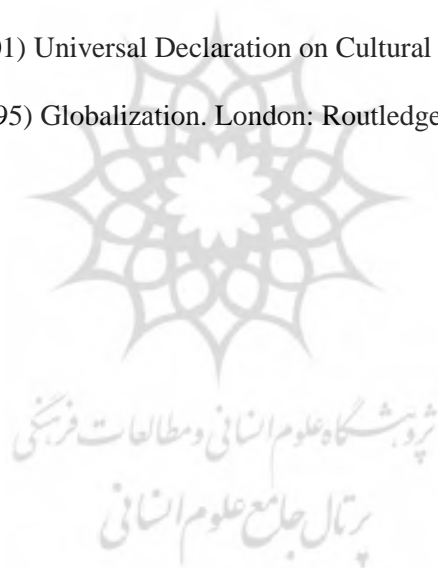 01) Universal Declaration on Cultural
95) Globalization. London: Routledge
پژوهشگاه علوم انسانی و مطالعات فرهنگی
پرتال جامع علوم انسانی